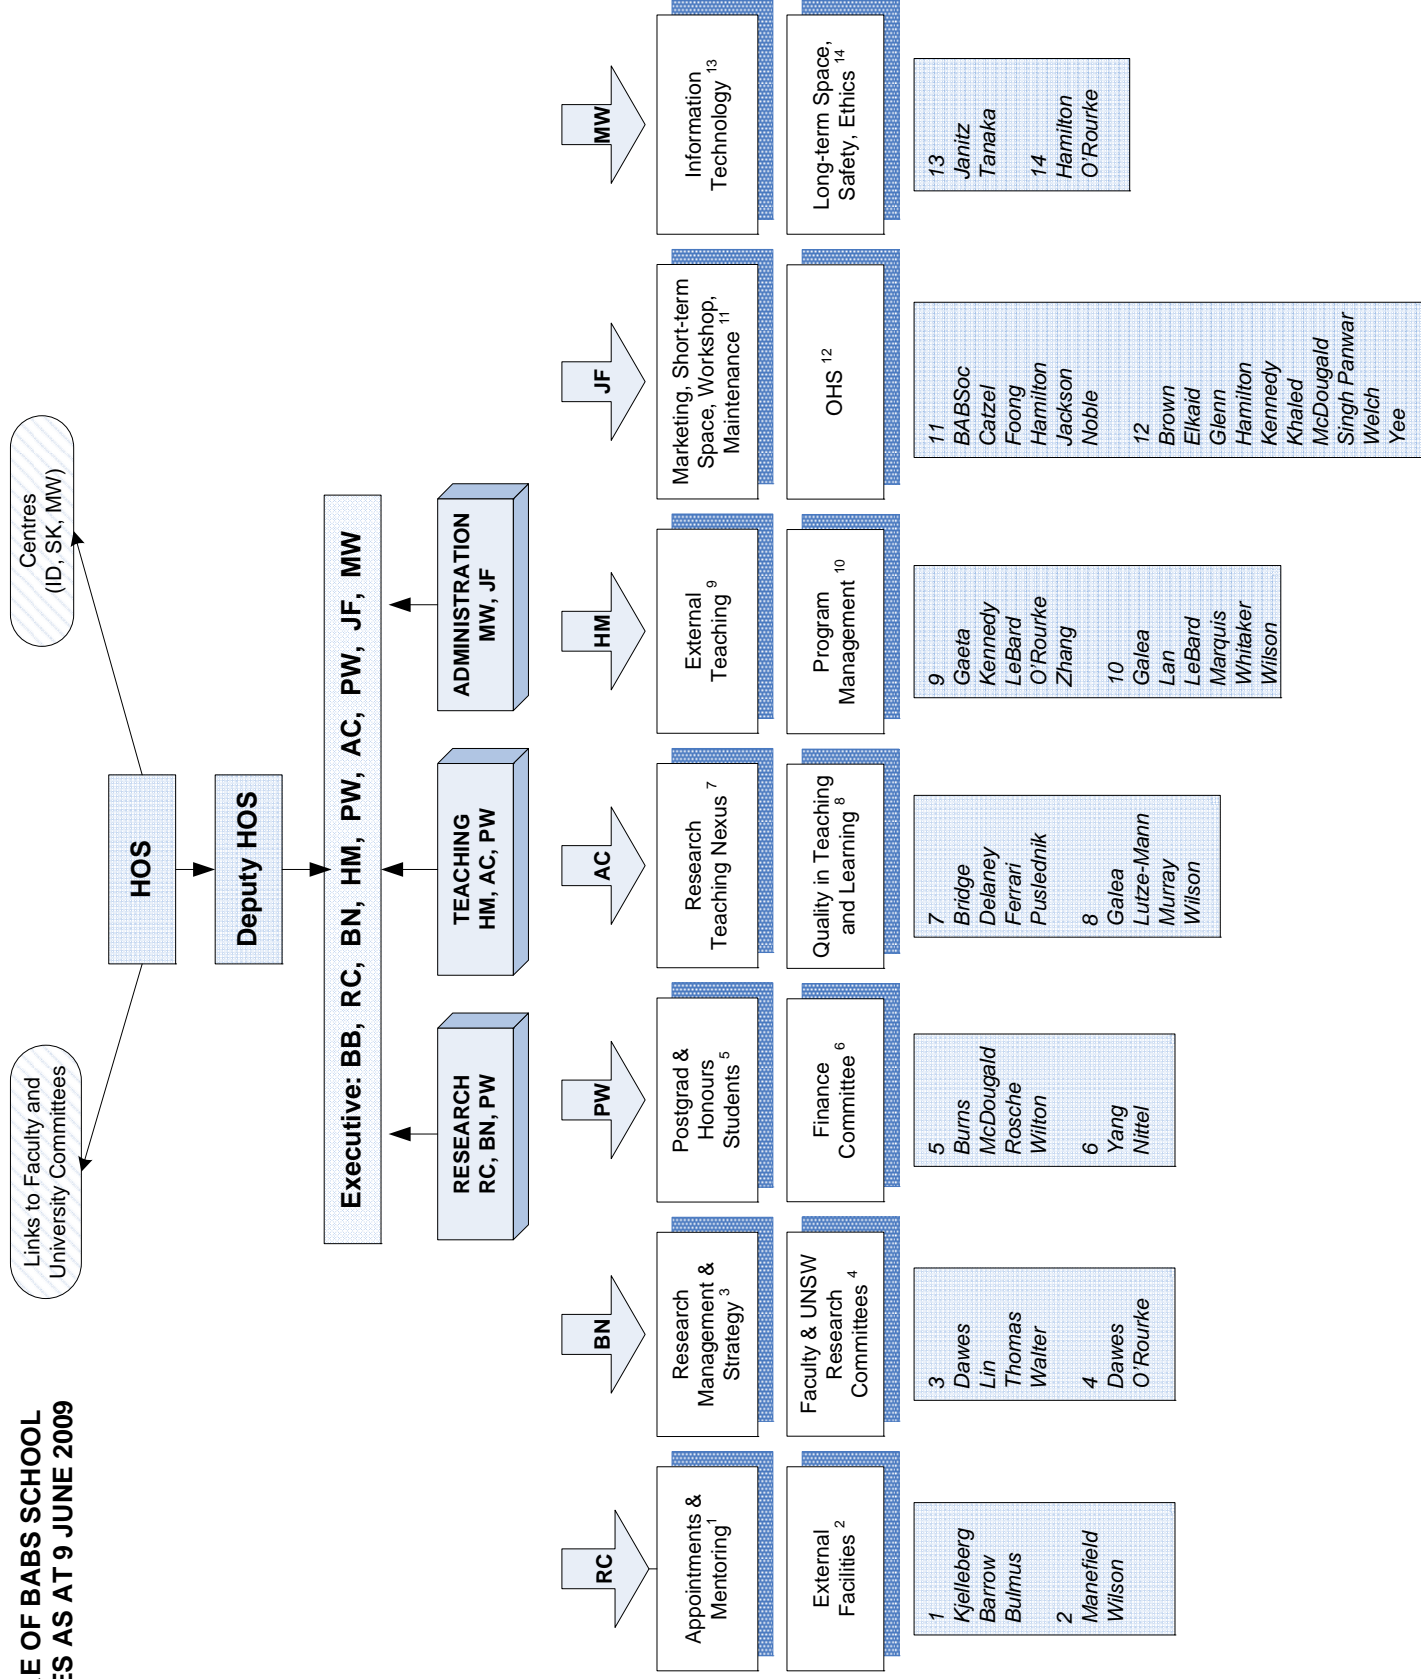 OF BABS SCHOOL
AS AT 9 JUNE 2009
Links to Faculty and
University Committees
Centres
(ID, SK, MW)
HOS
Deputy HOS
Executive: BB, RC, BN, HM, PW, AC, PW, JF, MW
RESEARCH
RC, BN, PW
TEACHING
HM, AC, PW
ADMINISTRATION
MW, JF
RC
BN
PW
AC
HM
JF
MW
Appointments &
Mentoring 1
Research
Management &
Strategy 3
Postgrad &
Honours
Students 5
Research
Teaching Nexus 7
External
Teaching 9
Marketing, Short-term
Space, Workshop,
Maintenance 11
Information
Technology 13
External
Facilities 2
Faculty & UNSW
Research
Committees 4
Finance
Committee 6
Quality in Teaching
and Learning 8
Program
Management 10
OHS 12
Long-term Space,
Safety, Ethics 14
1
Kjelleberg
Barrow
Bulmus
2
Manefield
Wilson
3
Dawes
Lin
Thomas
Walter
4
Dawes
O'Rourke
5
Burns
McDougald
Rosche
Wilton
6
Yang
Nittel
7
Bridge
Delaney
Ferrari
Puslednik
8
Galea
Lutze-Mann
Murray
Wilson
9
Gaeta
Kennedy
LeBard
O'Rourke
Zhang
10
Galea
Lan
LeBard
Marquis
Whitaker
Wilson
11
BABSoc
Catzel
Foong
Hamilton
Jackson
Noble
12
Brown
Elkaid
Glenn
Hamilton
Kennedy
Khaled
McDougald
Singh Panwar
Welch
Yee
13
Janitz
Tanaka
14
Hamilton
O'Rourke